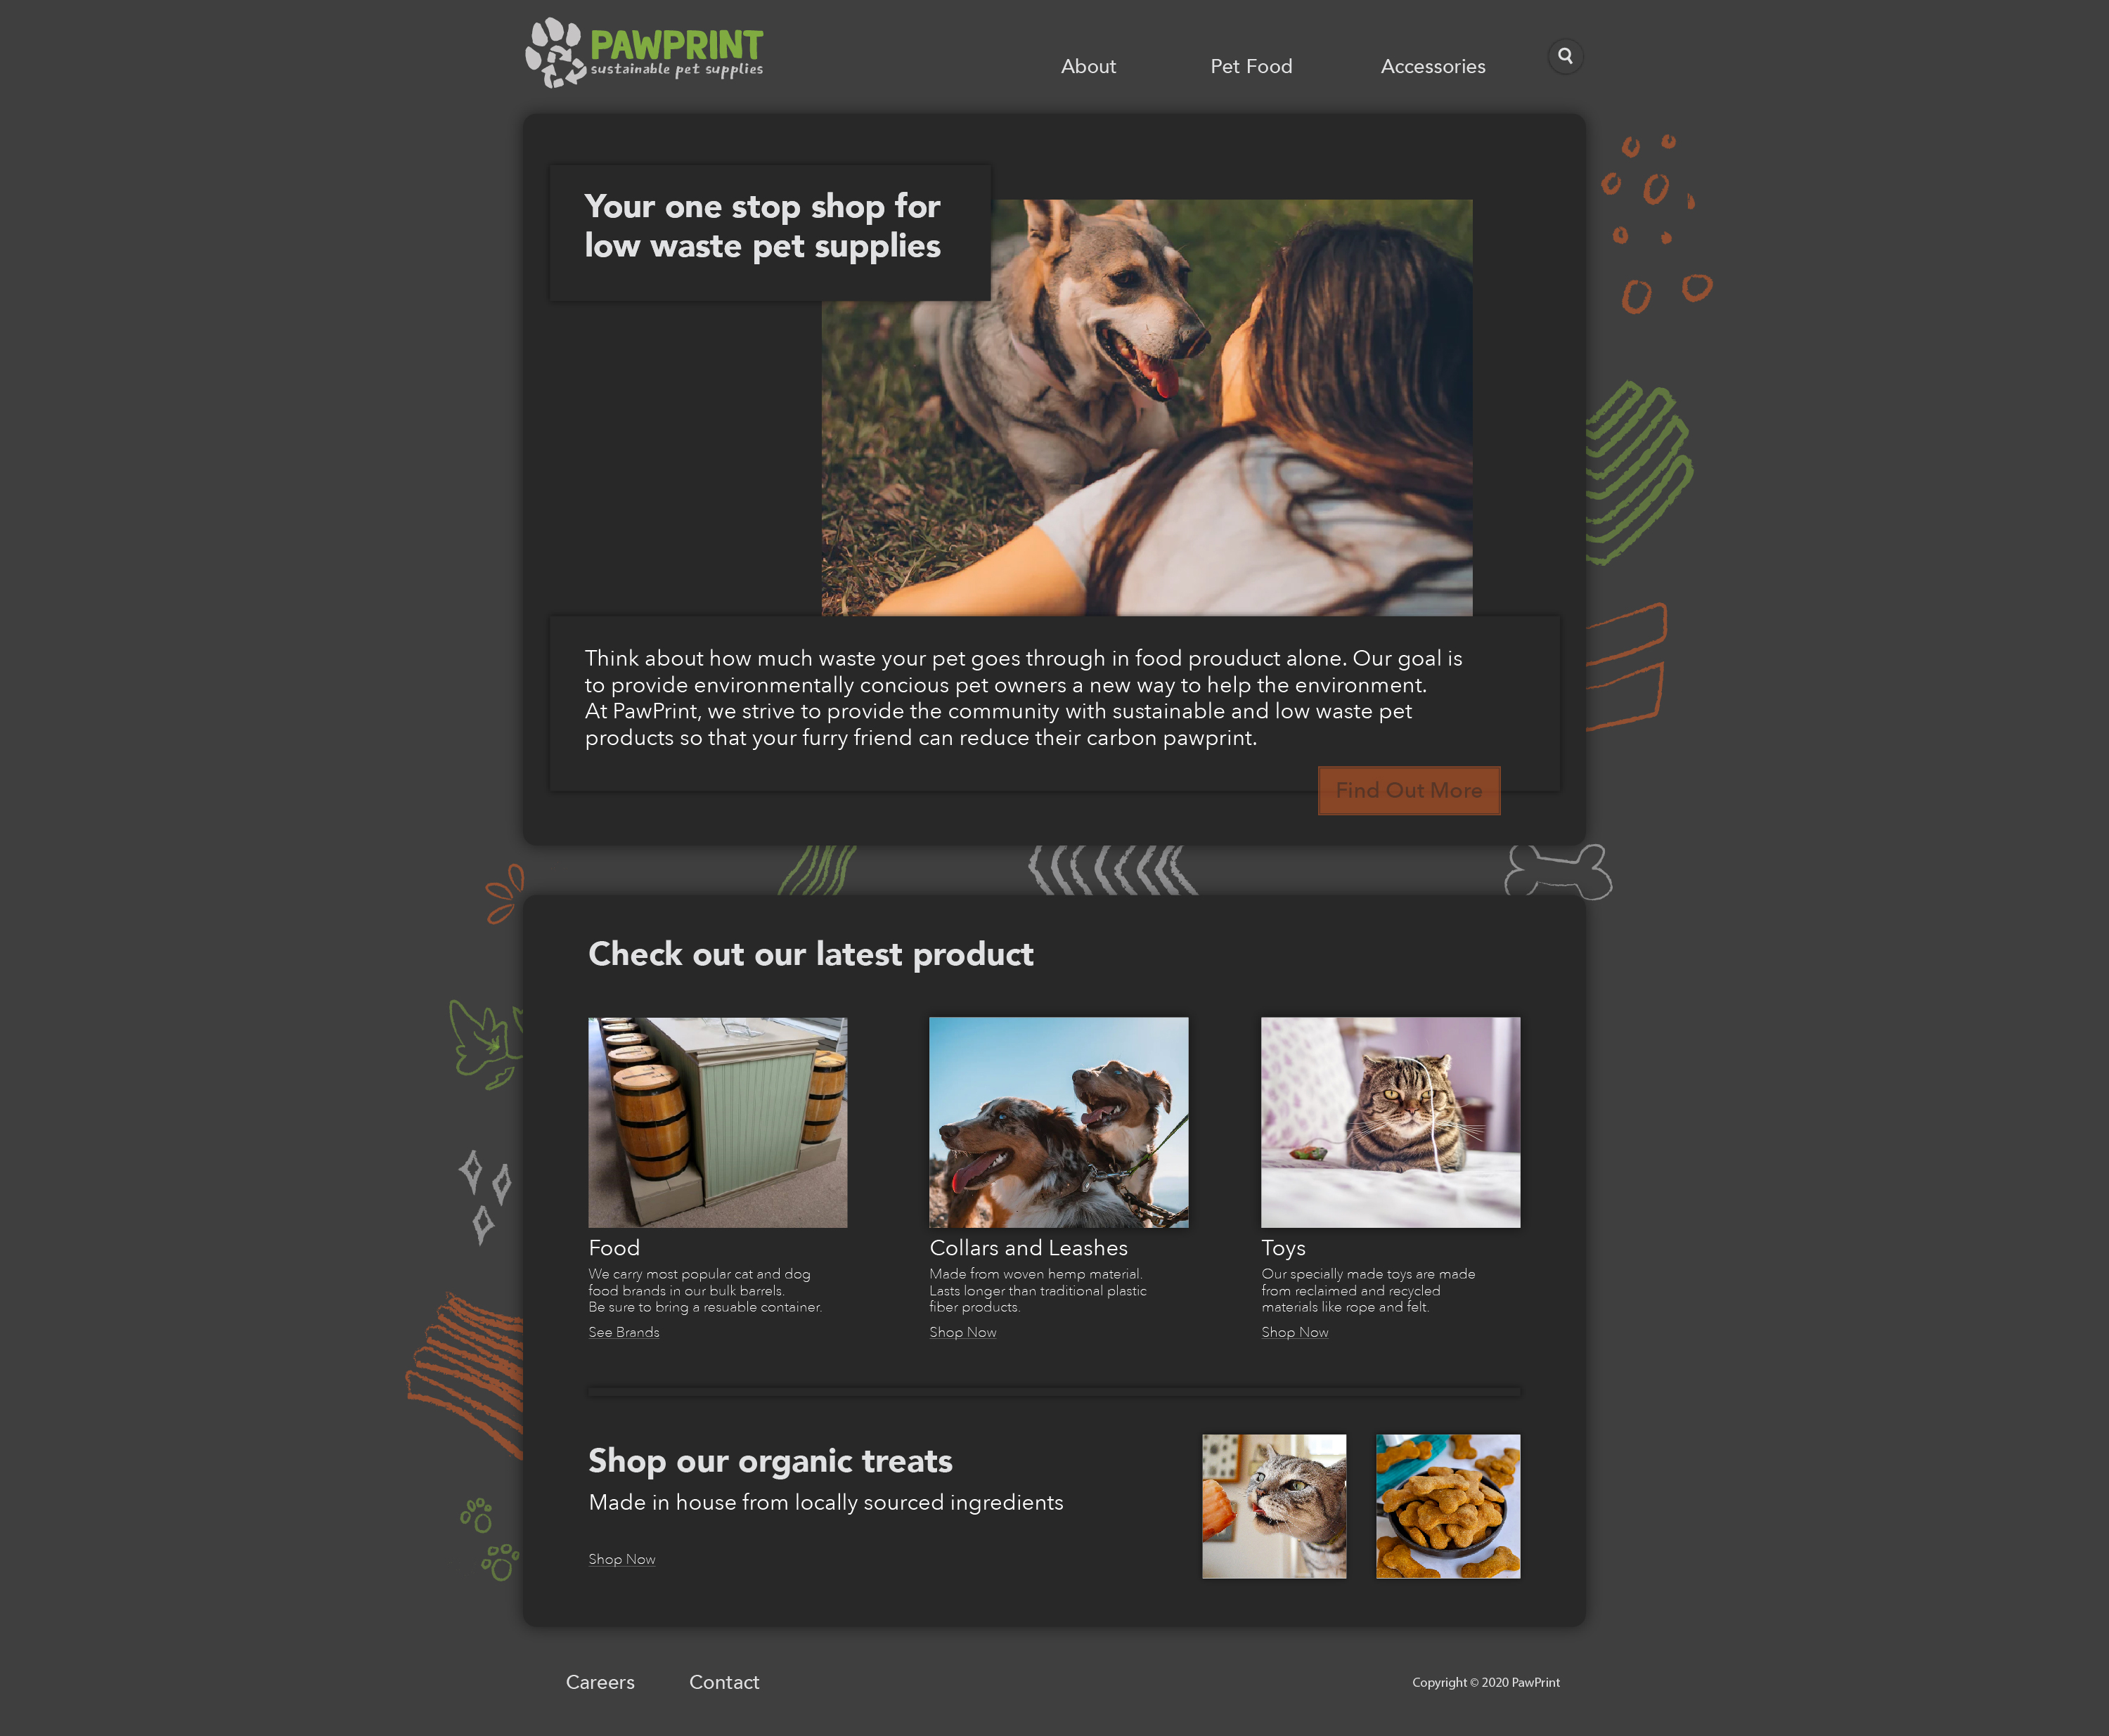 PAWPRINT
sustainable pet supplies
About
Pet Food
Accessories
Your one stop shop for
low waste pet supplies
Think about how much waste your pet goes through in food prouduct alone. Our goal is
to provide environmentally concious pet owners a new way to help the environment.
At PawPrint, we strive to provide the community with sustainable and low waste pet
products so that your furry friend can reduce their carbon pawprint.
Find Out More
Check out our latest product
Food
We carry most popular cat and dog
food brands in our bulk barrels.
Be sure to bring a resuable container.
See Brands
Collars and Leashes
Made from woven hemp material.
Lasts longer than traditional plastic
fiber products.
Shop Now
Toys
Our specially made toys are made
from reclaimed and recycled
materials like rope and felt.
Shop Now
Shop our organic treats
Made in house from locally sourced ingredients
Shop Now
Careers
Contact
Copyright © 2020 PawPrint